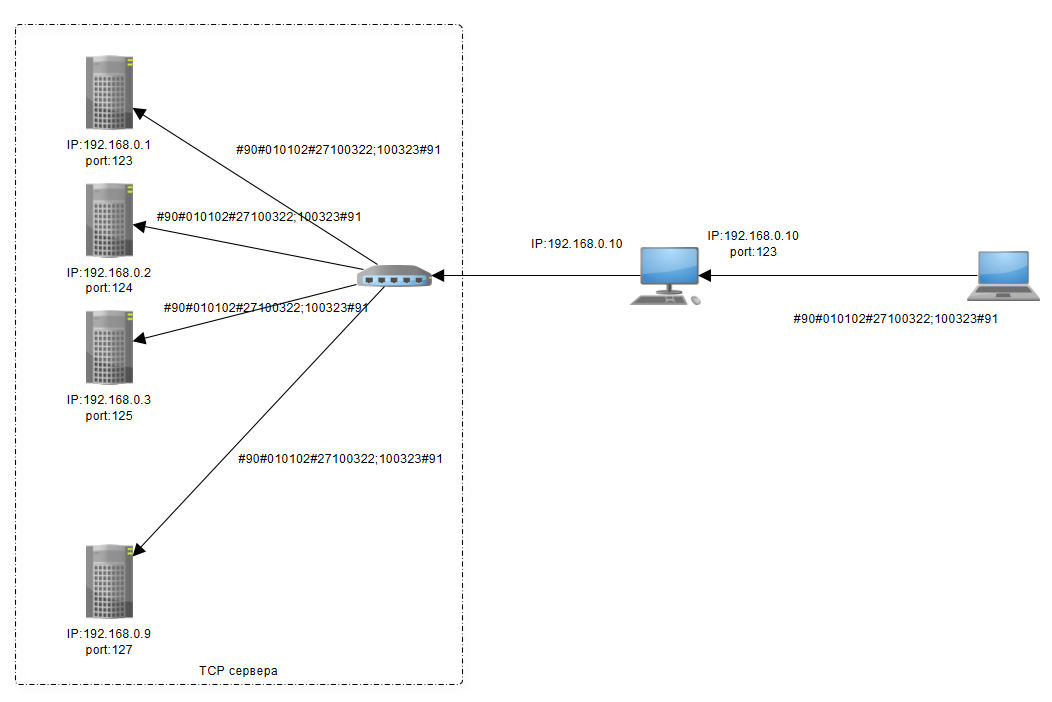 IP:192.168.0.1
port:123
#90#010102#27100322;100323#91
IP:192.168.0.2
port:124
#90#010102#27100322;100323#91
IP:192.168.0.3
port:125
#90#010102#27100322;100323#91
IP:192.168.0.9
port:127
#90#010102#27100322;100323#91
TCP сервера
IP:192.168.0.10
IP:192.168.0.10
port:123
#90#010102#27100322;100323#91